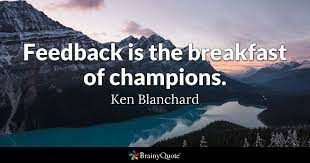 Feedback is the breakfast
of champions.
Ken Blanchard
BrainyQuote